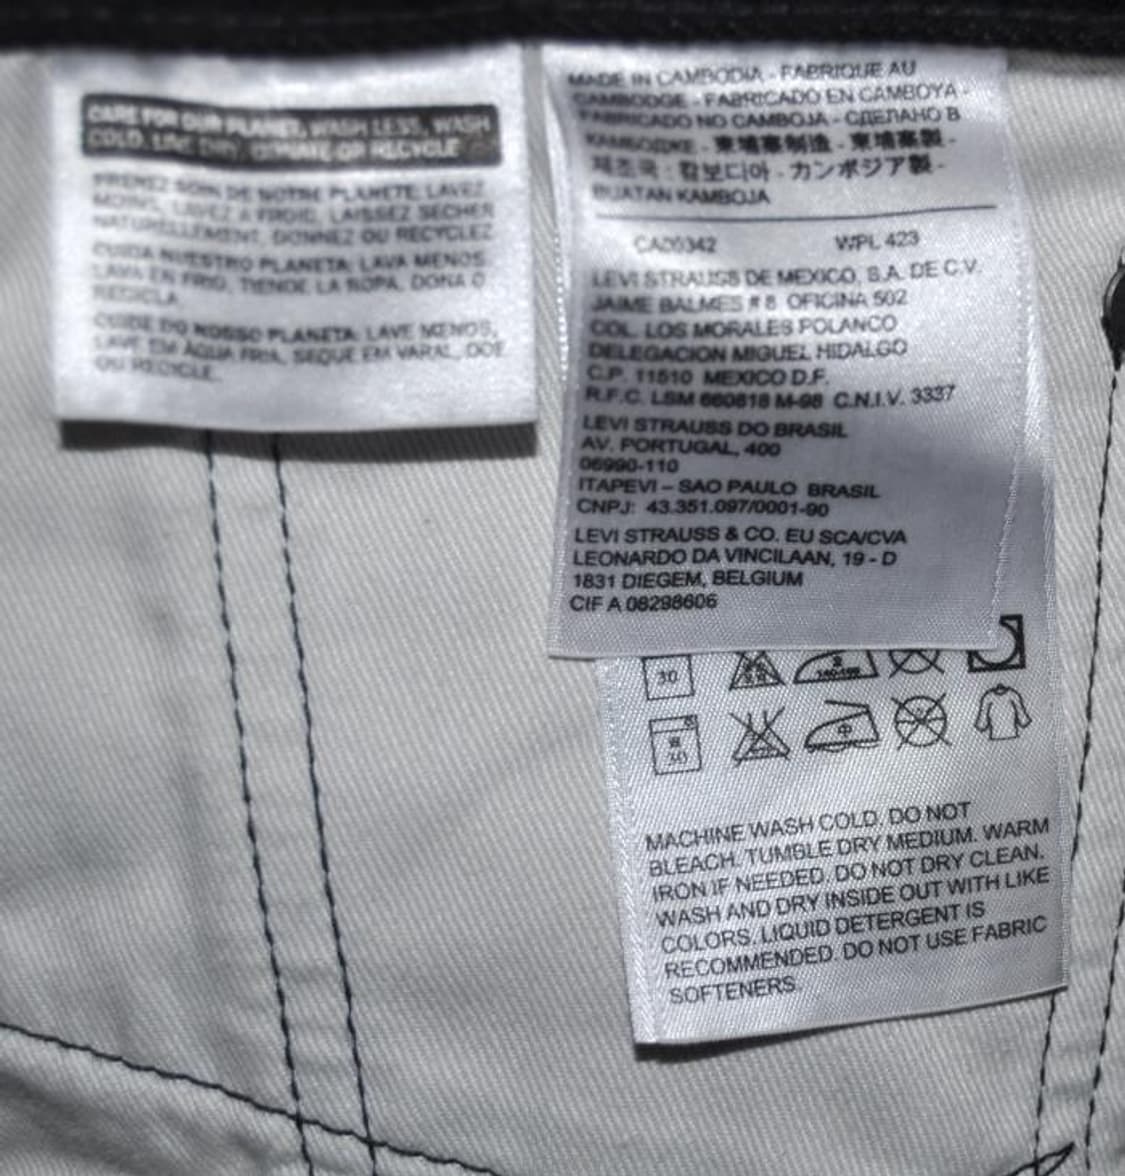 CARE FOR OUR PLANET: WASH LESS, WASH
COLD, LINE DRY, DONATE OR RECYCLE
PRENEZ SOIN DE NOTRE PLANETE: LAVEZ
MOINS, LAVEZ A FROID, LAISSEZ SECHER
NATURELLEMENT, DONNEZ OU RECYCLEZ
CUIDA NUESTRO PLANETA: LAVA MENOS,
LAVA EN FRIO, TIENDE LA ROPA, DONA O
RECICLA
CUIDE DO NOSSO PLANETA: LAVE MENOS,
LAVE EM ÁGUA FRIA, SEQUE EM VARAL, DOE
OU RECICLE
MADE IN CAMBODIA - FABRIQUE AU
CAMBODGE - FABRICADO EN CAMBOYA -
FABRICADO NO CAMBOJA - СДЕЛАНО В
КАМБОДЖЕ - 東埔寨制造 - 東埔寨製 -
제조국 : 캄보디아 - カンボジア製 -
BUATAN KAMBOJA
CA00342 WPL 423
LEVI STRAUSS DE MEXICO, S.A. DE C.V.
JAIME BALMES # 8 OFICINA 502
COL. LOS MORALES POLANCO
DELEGACION MIGUEL HIDALGO
C.P. 11510 MEXICO D.F.
R.F.C. LSM 660818 M-98 C.N.I.V. 3337
LEVI STRAUSS DO BRASIL
AV. PORTUGAL, 400
06690-110
ITAPEVI – SAO PAULO BRASIL
CNPJ: 43.351.097/0001-90
LEVI STRAUSS & CO. EU SCA/CVA
LEONARDO DA VINCILAAN, 19 - D
1831 DIEGEM, BELGIUM
CIF A 08298606
30
30 中
MACHINE WASH COLD. DO NOT
BLEACH. TUMBLE DRY MEDIUM. WARM
IRON IF NEEDED. DO NOT DRY CLEAN.
WASH AND DRY INSIDE OUT WITH LIKE
COLORS. LIQUID DETERGENT IS
RECOMMENDED. DO NOT USE FABRIC
SOFTENERS.